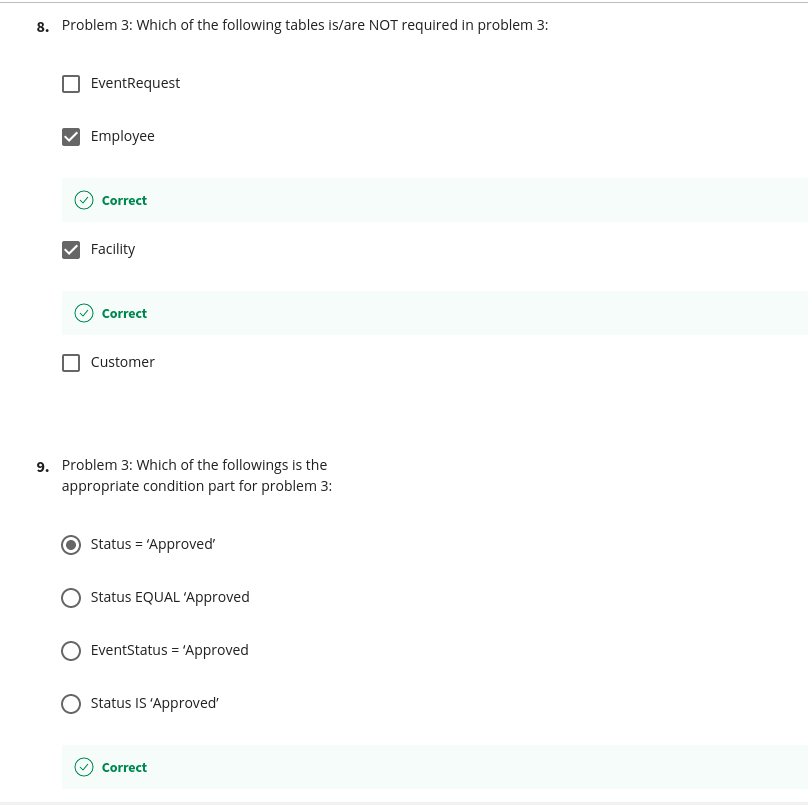 8. Problem 3: Which of the following tables is/are NOT required in problem 3:
EventRequest
Employee
Correct
Facility
Correct
Customer
9. Problem 3: Which of the followings is the
appropriate condition part for problem 3:
Status = ‘Approved’
Status EQUAL ‘Approved
EventStatus = ‘Approved
Status IS ‘Approved’
Correct